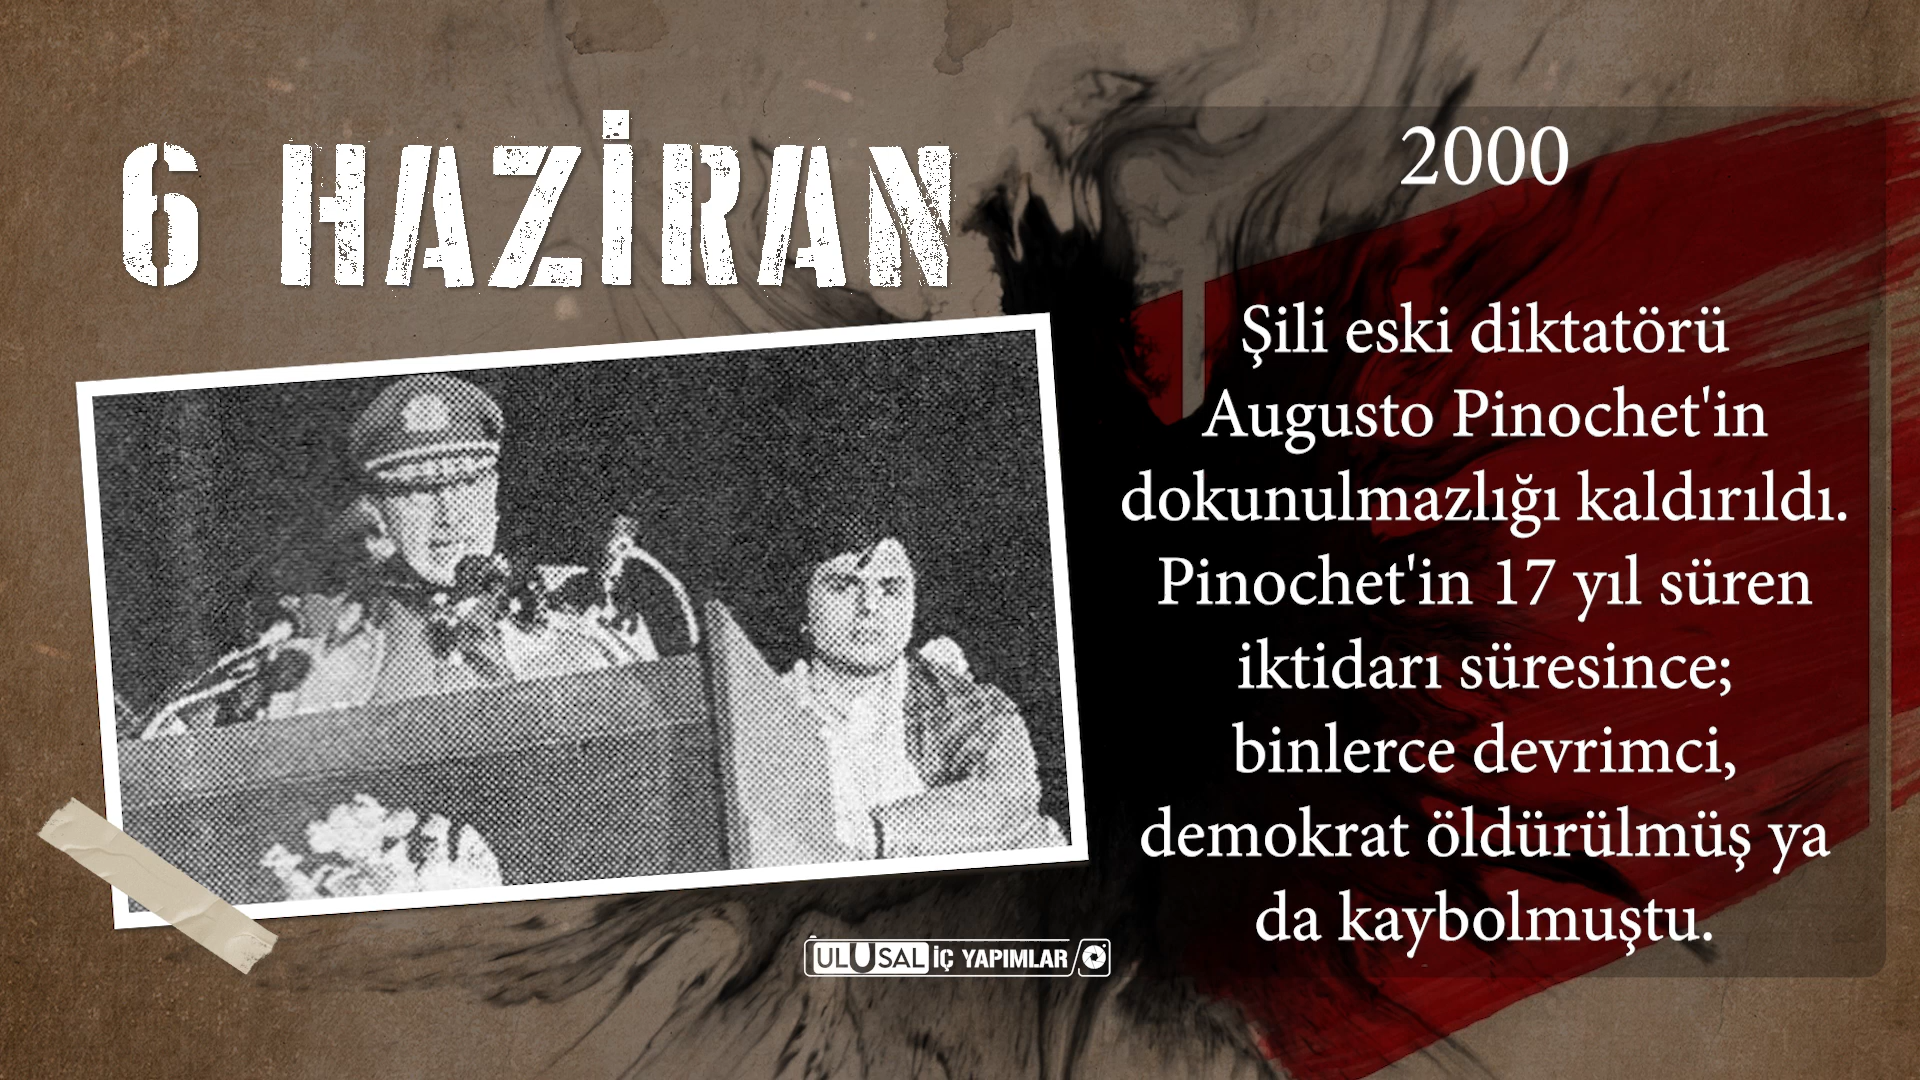 6 HAZİRAN
2000
Şili eski diktatörü
Augusto Pinochet'in
dokunulmazlığı kaldırıldı.
Pinochet'in 17 yıl süren
iktidarı süresince;
binlerce devrimci,
demokrat öldürülmüş ya
da kaybolmuştu.
ULUSAL İÇ YAPIMLAR